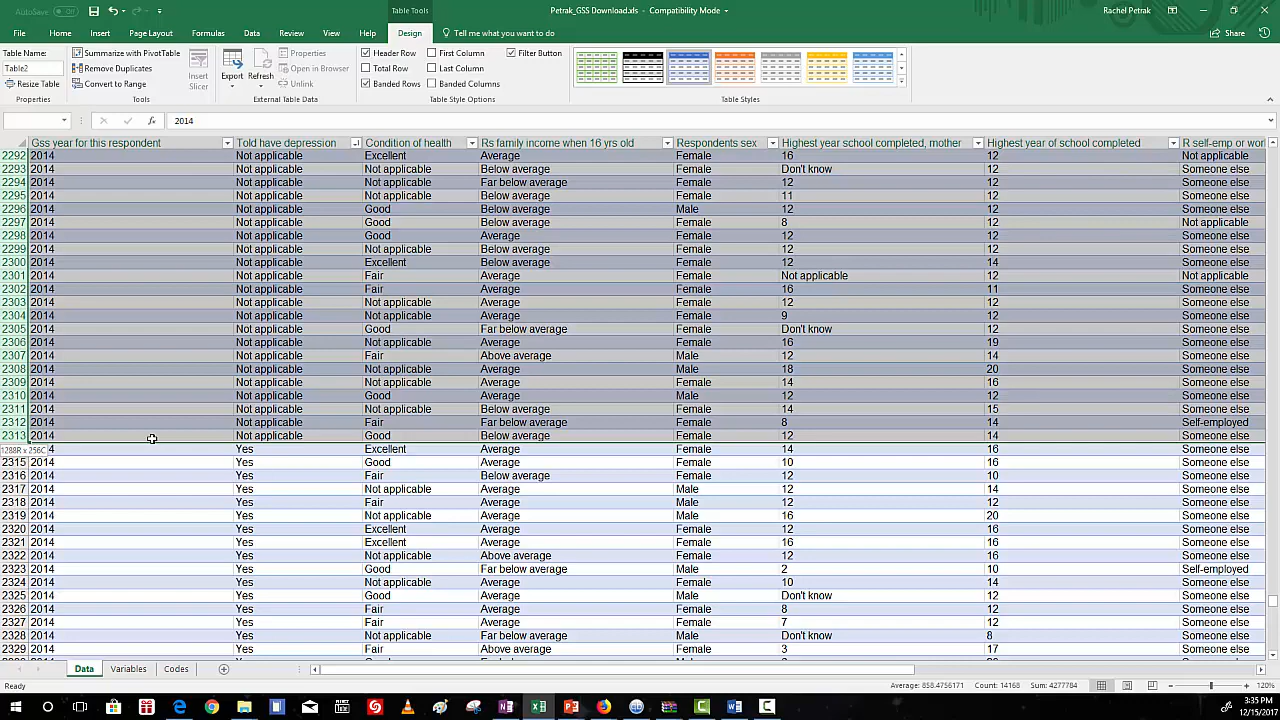 AutoSave Off Petrak_GSS Download.xls - Compatibility Mode Rachel Petrak
Table Tools
File Home Insert Page Layout Formulas Data Review View Help Design Tell me what you want to do Share
Table Name: Summarize with PivotTable Properties Header Row First Column Filter Button
Remove Duplicates Insert Slicer Export Refresh Open in Browser Total Row Last Column
Resize Table Convert to Range Unlink Banded Rows Banded Columns
Properties Tools External Table Data Table Style Options Table Styles
2014
Gss year for this respondent Told have depression Condition of health Rs family income when 16 yrs old Respondents sex Highest year school completed, mother Highest year of school completed R self-emp or wor
2292 2014 Not applicable Excellent Average Female 16 12 Not applicable
2293 2014 Not applicable Not applicable Below average Female Don't know 12 Someone else
2294 2014 Not applicable Not applicable Far below average Female 12 12 Someone else
2295 2014 Not applicable Not applicable Below average Female 11 12 Someone else
2296 2014 Not applicable Good Below average Male 12 12 Someone else
2297 2014 Not applicable Good Below average Female 8 12 Not applicable
2298 2014 Not applicable Good Average Female 12 12 Someone else
2299 2014 Not applicable Not applicable Below average Female 12 12 Someone else
2300 2014 Not applicable Excellent Below average Female 12 14 Someone else
2301 2014 Not applicable Fair Average Female Not applicable 12 Not applicable
2302 2014 Not applicable Fair Average Female 16 11 Someone else
2303 2014 Not applicable Not applicable Average Female 12 12 Someone else
2304 2014 Not applicable Not applicable Average Female 9 12 Someone else
2305 2014 Not applicable Good Far below average Female Don't know 12 Someone else
2306 2014 Not applicable Not applicable Average Female 16 19 Someone else
2307 2014 Not applicable Fair Above average Male 12 14 Someone else
2308 2014 Not applicable Not applicable Average Male 18 20 Someone else
2309 2014 Not applicable Not applicable Average Female 14 16 Someone else
2310 2014 Not applicable Good Average Male 12 12 Someone else
2311 2014 Not applicable Not applicable Below average Female 14 15 Someone else
2312 2014 Not applicable Fair Far below average Female 8 14 Self-employed
2313 2014 Not applicable Good Below average Female 12 14 Someone else
1288R x 256C 4 Yes Excellent Average Female 14 16 Someone else
2315 2014 Yes Good Average Female 10 16 Someone else
2316 2014 Yes Fair Below average Female 12 10 Someone else
2317 2014 Yes Not applicable Average Male 12 14 Someone else
2318 2014 Yes Fair Average Male 12 12 Someone else
2319 2014 Yes Not applicable Average Male 16 20 Someone else
2320 2014 Yes Excellent Average Female 12 16 Someone else
2321 2014 Yes Excellent Average Female 16 16 Someone else
2322 2014 Yes Not applicable Above average Female 12 16 Someone else
2323 2014 Yes Good Far below average Female 2 10 Self-employed
2324 2014 Yes Not applicable Average Female 10 14 Someone else
2325 2014 Yes Good Average Male Don't know 12 Someone else
2326 2014 Yes Fair Average Female 8 12 Someone else
2327 2014 Yes Fair Average Female 7 12 Someone else
2328 2014 Yes Not applicable Far below average Male Don't know 8 Someone else
2329 2014 Yes Fair Above average Male 3 17 Someone else
Data Variables Codes
Ready Average: 858.4756171 Count: 14168 Sum: 4277784 120%
3:35 PM
12/15/2017